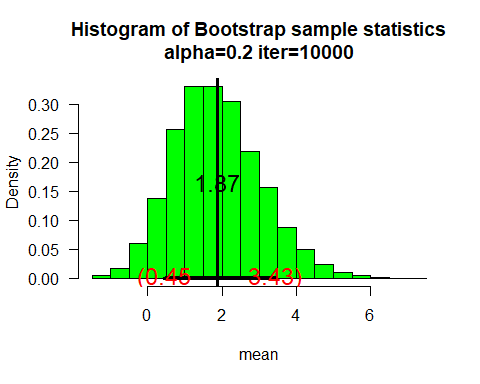 Histogram of Bootstrap sample statistics
alpha=0.2 iter=10000
0.30
0.25
0.20
0.15
0.10
0.05
0.00
Density
1.87
(0.45 3.43)
0 2 4 6
mean